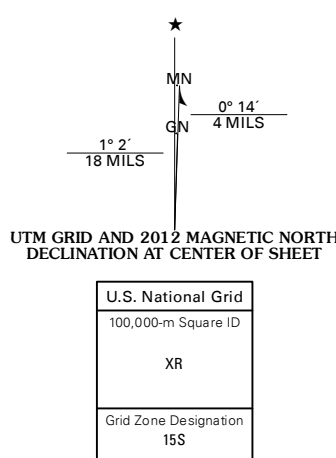 ★
MN
0° 14´
4 MILS
GN
1° 2´
18 MILS
UTM GRID AND 2012 MAGNETIC NORTH
DECLINATION AT CENTER OF SHEET
U.S. National Grid
100,000-m Square ID
XR
Grid Zone Designation
15S